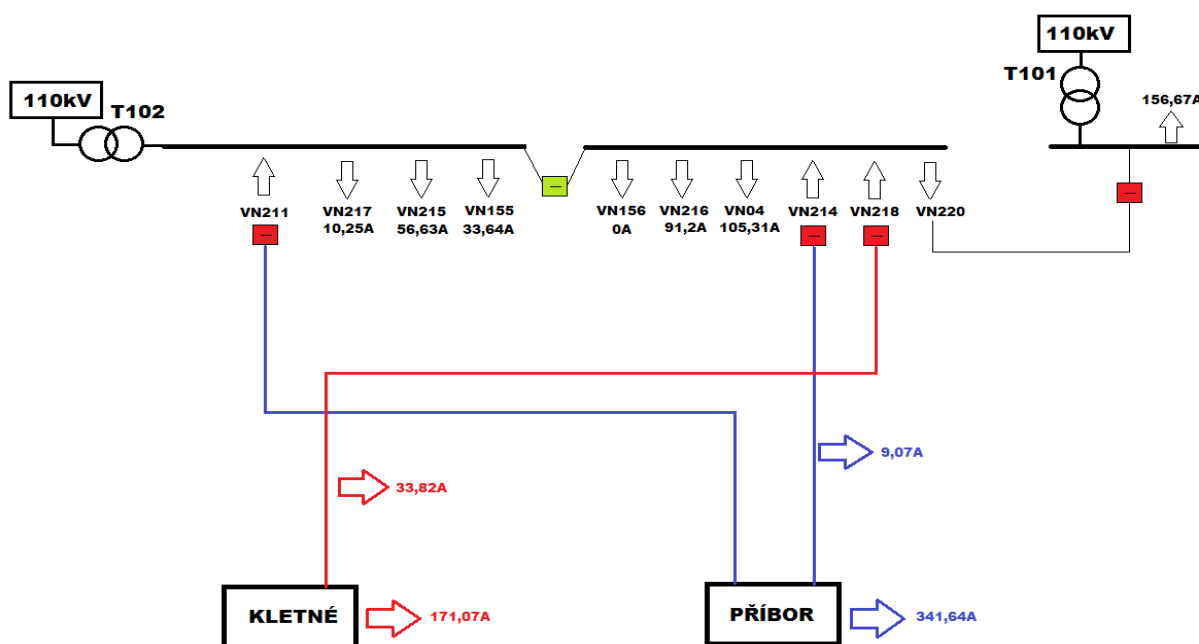 110kV
T101
156,67A
110kV
T102
VN211
VN217
10,25A
VN215
56,63A
VN155
33,64A
VN156
0A
VN216
91,2A
VN04
105,31A
VN214
VN218
VN220
9,07A
33,82A
KLETNÉ
171,07A
PŘÍBOR
341,64A